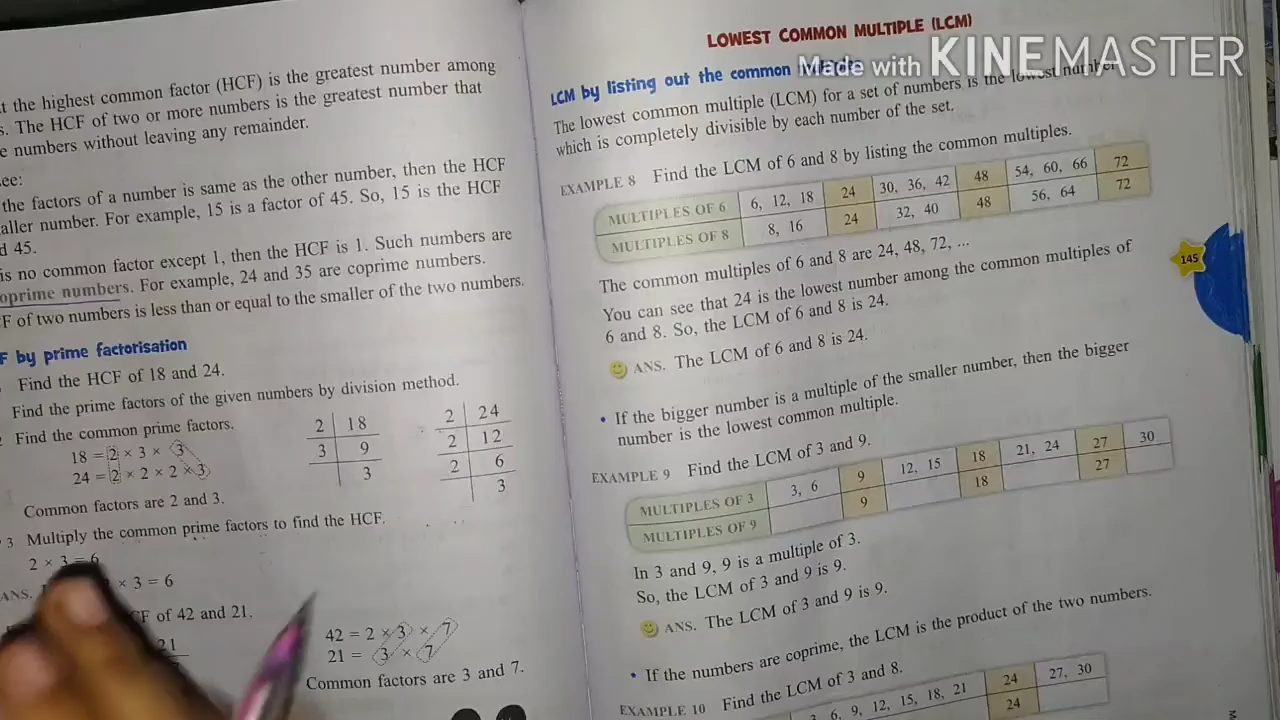 t the highest common factor (HCF) is the greatest number among
s. The HCF of two or more numbers is the greatest number that
e numbers without leaving any remainder.
see:
the factors of a number is same as the other number, then the HCF
aller number. For example, 15 is a factor of 45. So, 15 is the HCF
d 45.
is no common factor except 1, then the HCF is 1. Such numbers are
oprime numbers. For example, 24 and 35 are coprime numbers.
F of two numbers is less than or equal to the smaller of the two numbers.
F by prime factorisation
Find the HCF of 18 and 24.
Find the prime factors of the given numbers by division method.
Find the common prime factors.
18 = 2 × 3 × 3
24 = 2 × 2 × 2 × 3
2 18
3 9
3
2 24
2 12
2 6
3
Common factors are 2 and 3.
3 Multiply the common prime factors to find the HCF.
2 × 3 = 6
ANS. × 3 = 6
CF of 42 and 21.
21
42 = 2 × 3 × 7
21 = 3 × 7
Common factors are 3 and 7.
LOWEST COMMON MULTIPLE (LCM)
Made with KINEMASTER
LCM by listing out the common
The lowest common multiple (LCM) for a set of numbers is the lowest number
which is completely divisible by each number of the set.
EXAMPLE 8 Find the LCM of 6 and 8 by listing the common multiples.
MULTIPLES OF 6 6, 12, 18 24 30, 36, 42 48 54, 60, 66 72
MULTIPLES OF 8 8, 16 24 32, 40 48 56, 64 72
The common multiples of 6 and 8 are 24, 48, 72, ...
You can see that 24 is the lowest number among the common multiples of
6 and 8. So, the LCM of 6 and 8 is 24.
ANS. The LCM of 6 and 8 is 24.
145
• If the bigger number is a multiple of the smaller number, then the bigger
number is the lowest common multiple.
EXAMPLE 9 Find the LCM of 3 and 9.
MULTIPLES OF 3 3, 6 9 12, 15 18 21, 24 27 30
MULTIPLES OF 9 9 18 27
In 3 and 9, 9 is a multiple of 3.
So, the LCM of 3 and 9 is 9.
ANS. The LCM of 3 and 9 is 9.
• If the numbers are coprime, the LCM is the product of the two numbers.
EXAMPLE 10 Find the LCM of 3 and 8.
3, 6, 9, 12, 15, 18, 21 24 27, 30
24